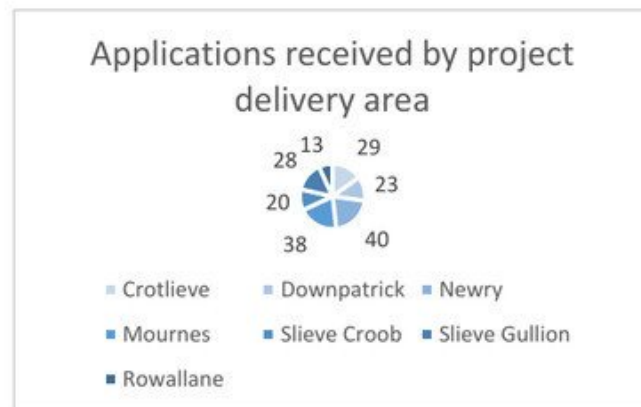 Applications received by project
delivery area
13 29
28 23
20 40
38
Crotlieve Downpatrick Newry
Mournes Slieve Croob Slieve Gullion
Rowallane